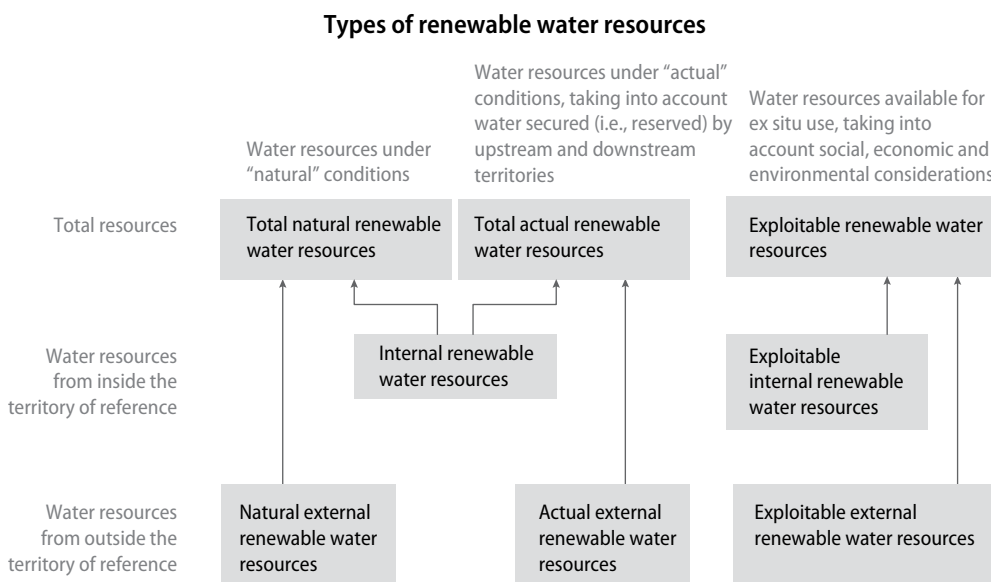 Types of renewable water resources
Water resources under
“natural” conditions
Water resources under “actual”
conditions, taking into account
water secured (i.e., reserved) by
upstream and downstream
territories
Water resources available for
ex situ use, taking into
account social, economic and
environmental considerations
Total resources
Total natural renewable
water resources
Total actual renewable
water resources
Exploitable renewable water
resources
Water resources
from inside the
territory of reference
Internal renewable
water resources
Exploitable
internal renewable
water resources
Water resources
from outside the
territory of reference
Natural external
renewable water
resources
Actual external
renewable water
resources
Exploitable external
renewable water resources